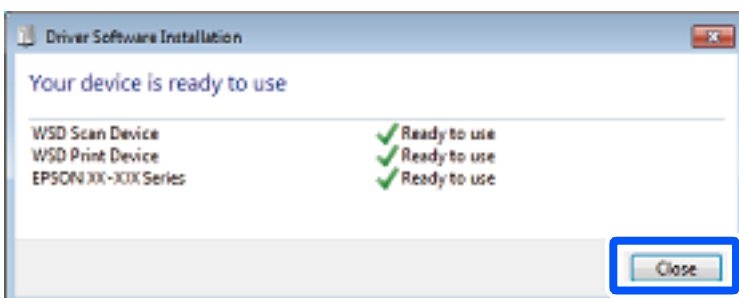 Driver Software Installation
Your device is ready to use
WSD Scan Device Ready to use
WSD Print Device Ready to use
EPSON XX-XXX Series Ready to use
Close